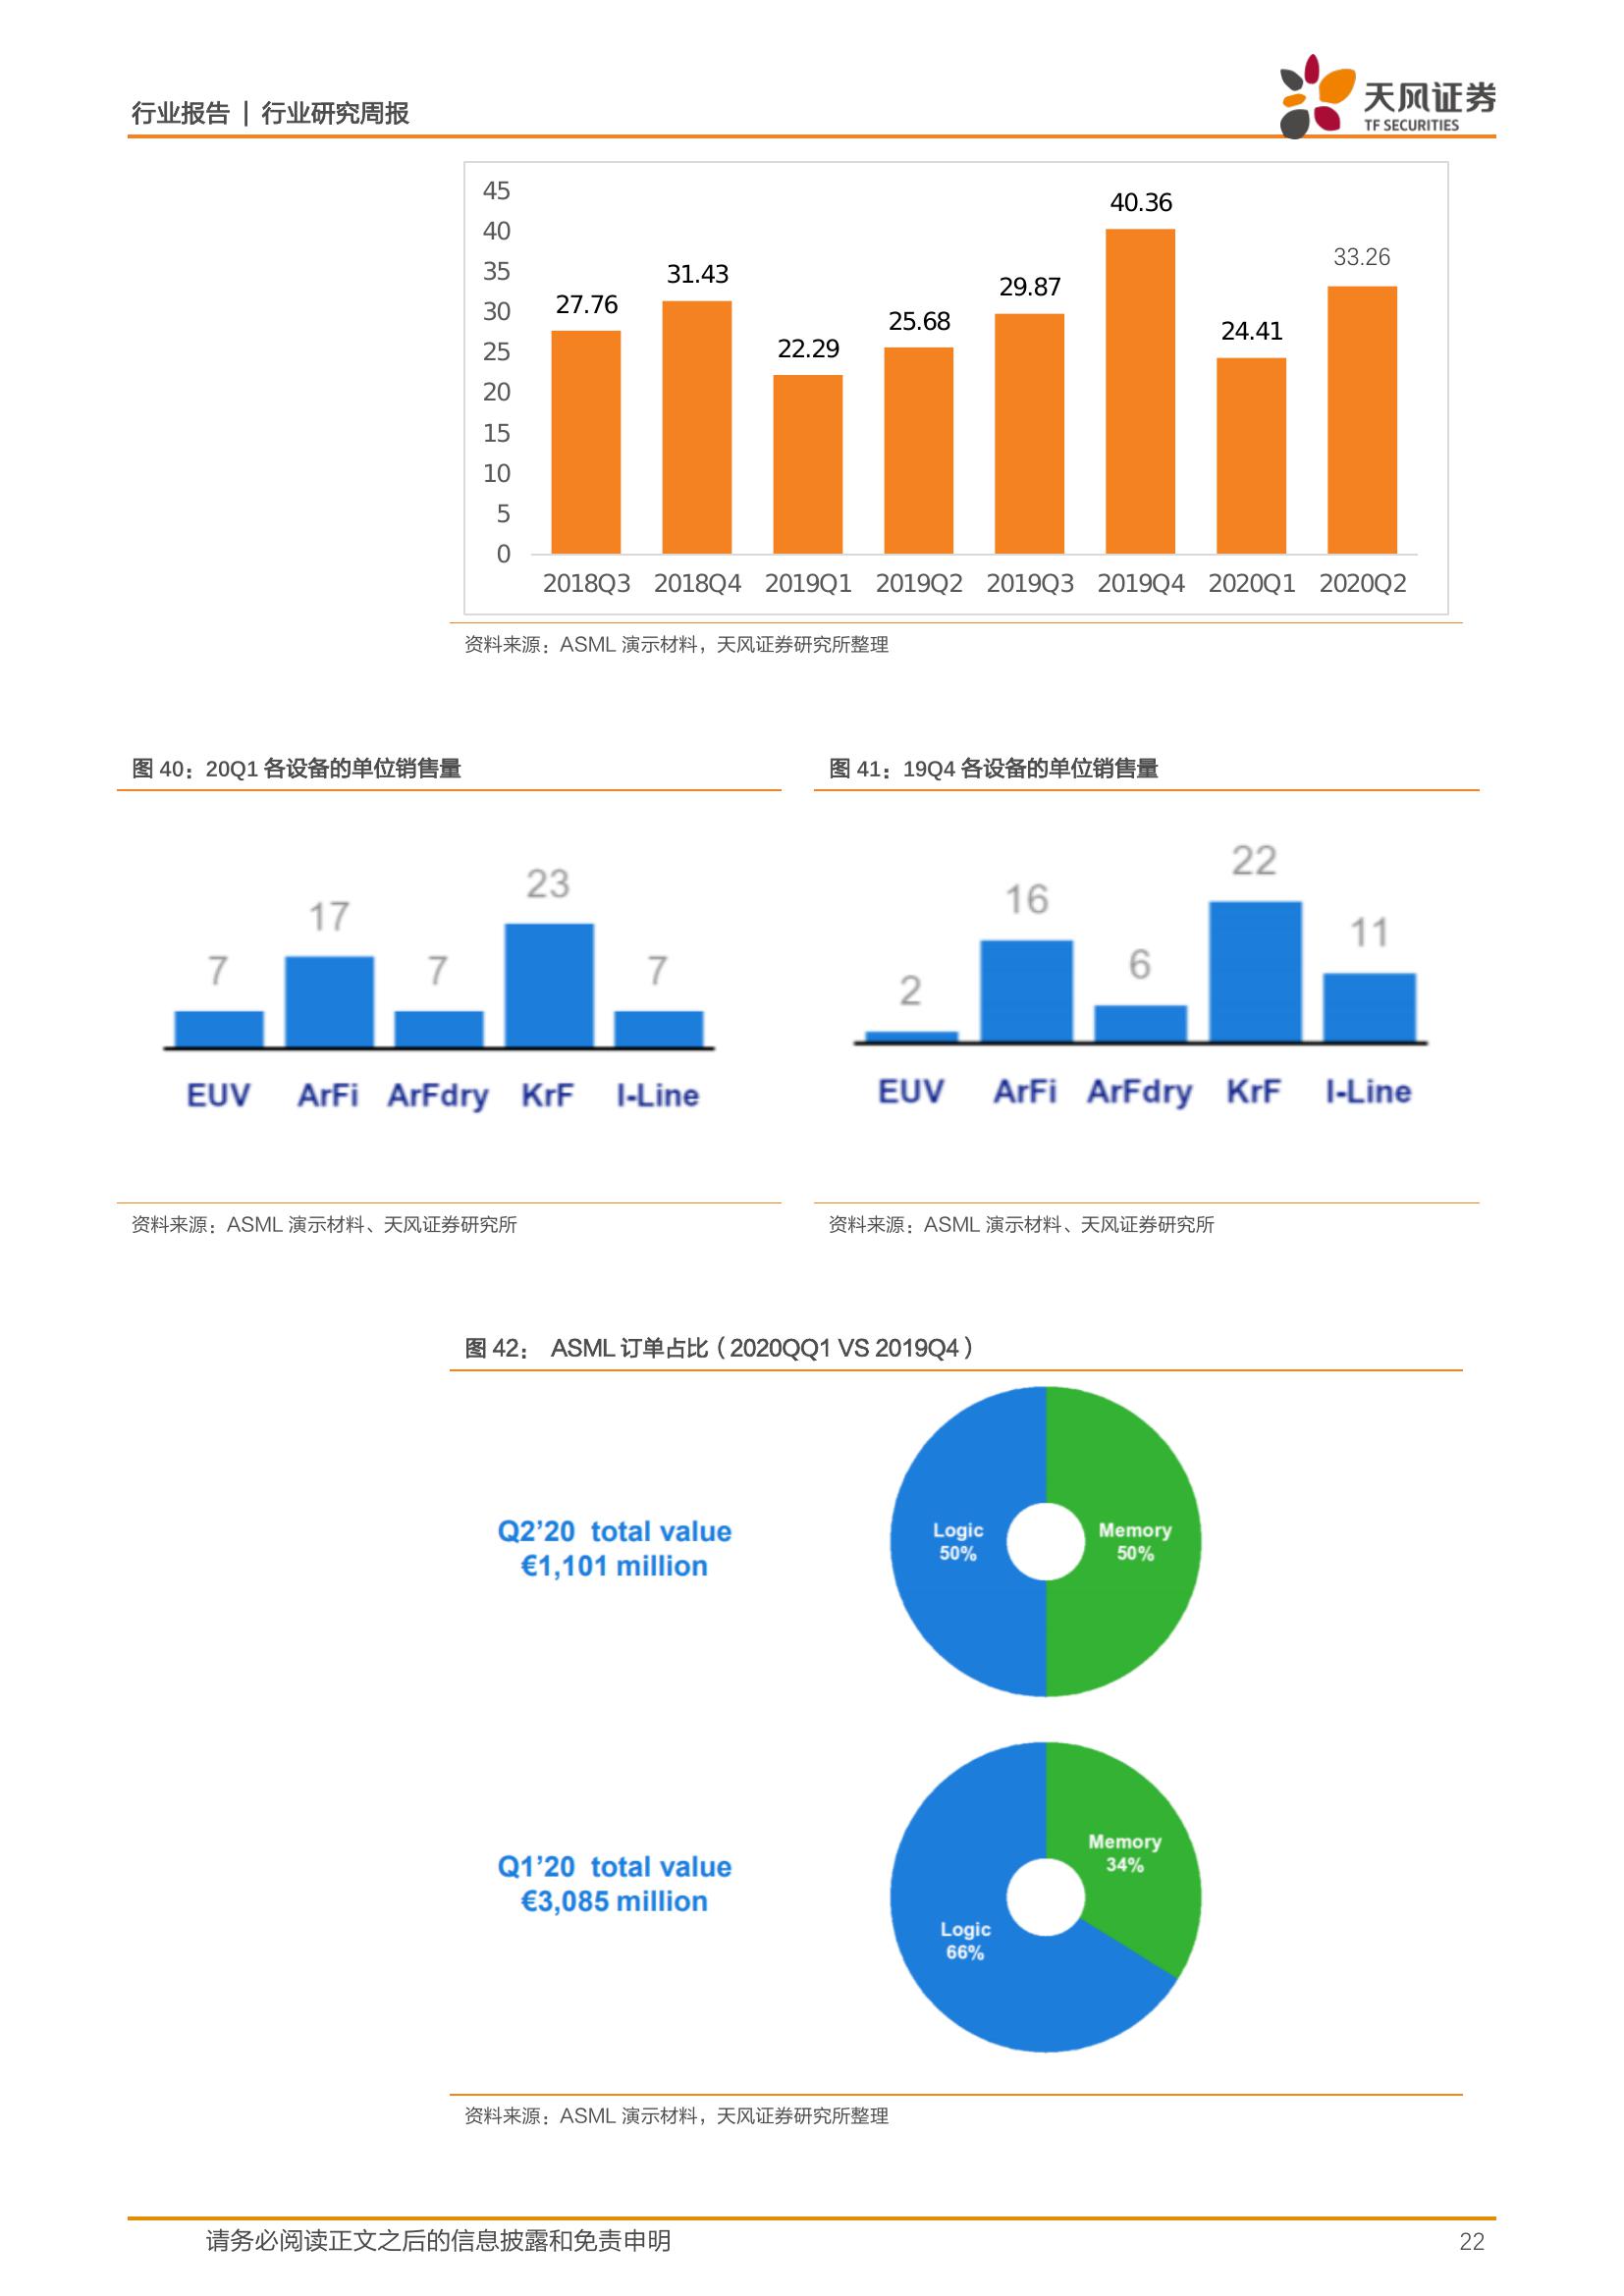 行业报告 | 行业研究周报
天风证券
TF SECURITIES
45
40
35
30
25
20
15
10
5
0
27.76
31.43
22.29
25.68
29.87
40.36
24.41
33.26
2018Q3 2018Q4 2019Q1 2019Q2 2019Q3 2019Q4 2020Q1 2020Q2
资料来源：ASML 演示材料，天风证券研究所整理
图 40：20Q1 各设备的单位销售量
7 17 7 23 7
EUV ArFi ArFdry KrF I-Line
资料来源：ASML 演示材料、天风证券研究所
图 41：19Q4 各设备的单位销售量
2 16 6 22 11
EUV ArFi ArFdry KrF I-Line
资料来源：ASML 演示材料、天风证券研究所
图 42： ASML 订单占比（2020QQ1 VS 2019Q4）
Q2’20 total value
€1,101 million
Logic
50%
Memory
50%
Q1’20 total value
€3,085 million
Memory
34%
Logic
66%
资料来源：ASML 演示材料，天风证券研究所整理
请务必阅读正文之后的信息披露和免责申明
22